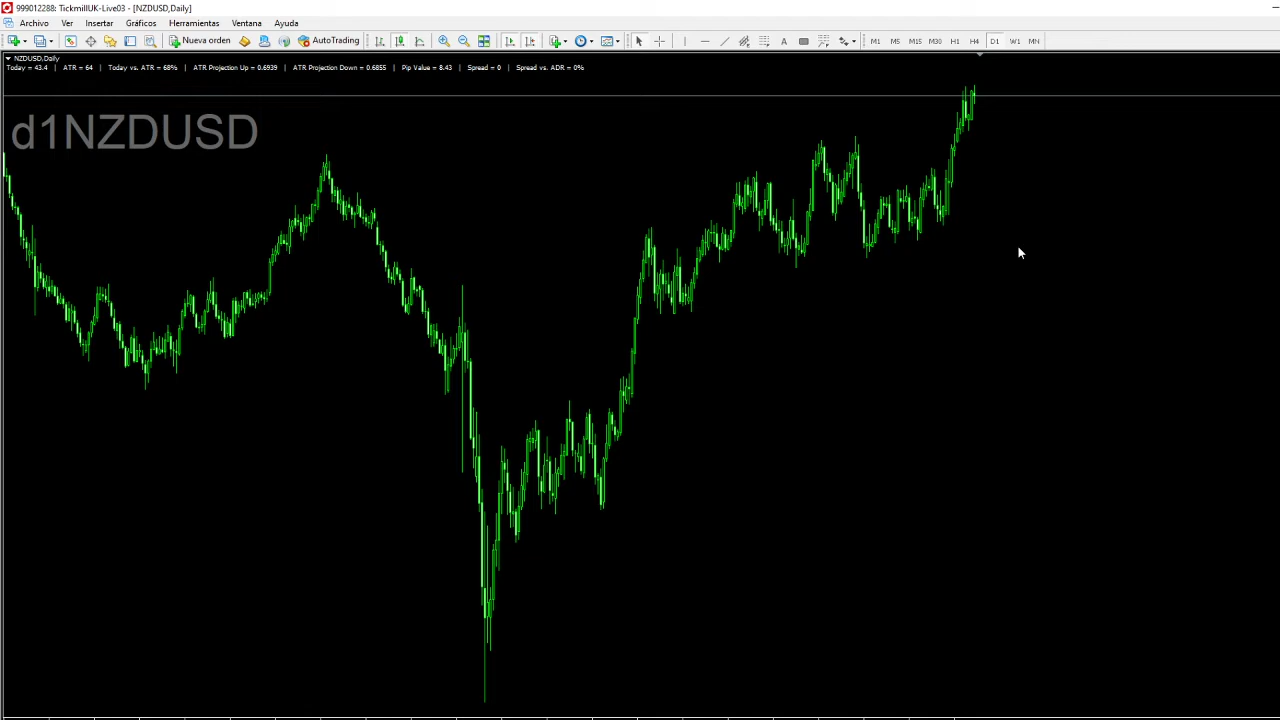 999012288: TickmillUK-Live03 - [NZDUSD,Daily]
Archivo Ver Herramientas Gráficos Ventana Ayuda
Nueva orden AutoTrading A M1 M5 M15 M30 H1 H4 D1 W1 MN
NZDUSD,Daily
Today = 43.4 | ATR = 64 | Today vs. ATR = 68% | ATR Projection Up = 0.6939 | ATR Projection Down = 0.6855 | Pip Value = 8.43 | Spread = 0 | Spread vs. ADR = 0%
d1NZDUSD